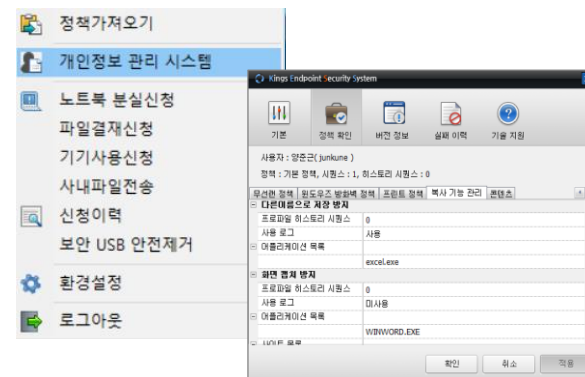 정책가져오기
개인정보 관리 시스템
노트북 분실신청
파일결재신청
기기사용신청
사내파일전송
신청이력
보안 USB 안전제거
환경설정
로그아웃
Kings Endpoint Security System
기본
정책 확인
버전 정보
실패 이력
기술 지원
사용자 : 양준근( junkune )
정책 : 기본 정책, 시퀀스 : 1, 히스토리 시퀀스 : 0
무선랜 정책 윈도우즈 방화벽 정책 프린트 정책 복사 기능 관리 콘텐츠
다른이름으로 저장 방지
프로파일 히스토리 시퀀스 0
사용 로그 사용
어플리케이션 목록
excel.exe
화면 캡쳐 방지
프로파일 히스토리 시퀀스 0
사용 로그 미사용
어플리케이션 목록
WINWORD.EXE
사이트 목록
확인 취소 적용